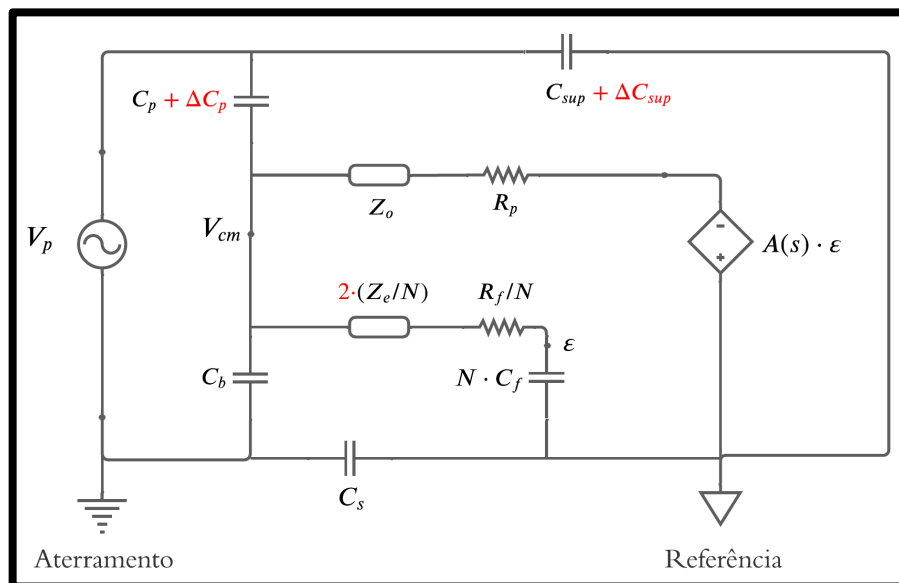 C_p + ΔC_p
C_sup + ΔC_sup
Z_o
R_p
V_p
V_cm
-
+
A(s) · ε
2·(Z_e/N)
R_f/N
ε
C_b
N · C_f
C_s
Aterramento
Referência